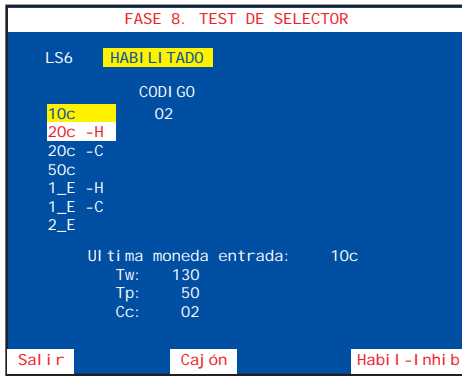 FASE 8. TEST DE SELECTOR
LS6 HABILITADO
CODIGO
10c 02
20c -H
20c -C
50c
1_E -H
1_E -C
2_E
Ultima moneda entrada: 10c
Tw: 130
Tp: 50
Cc: 02
Salir Cajón Habil-Inhib